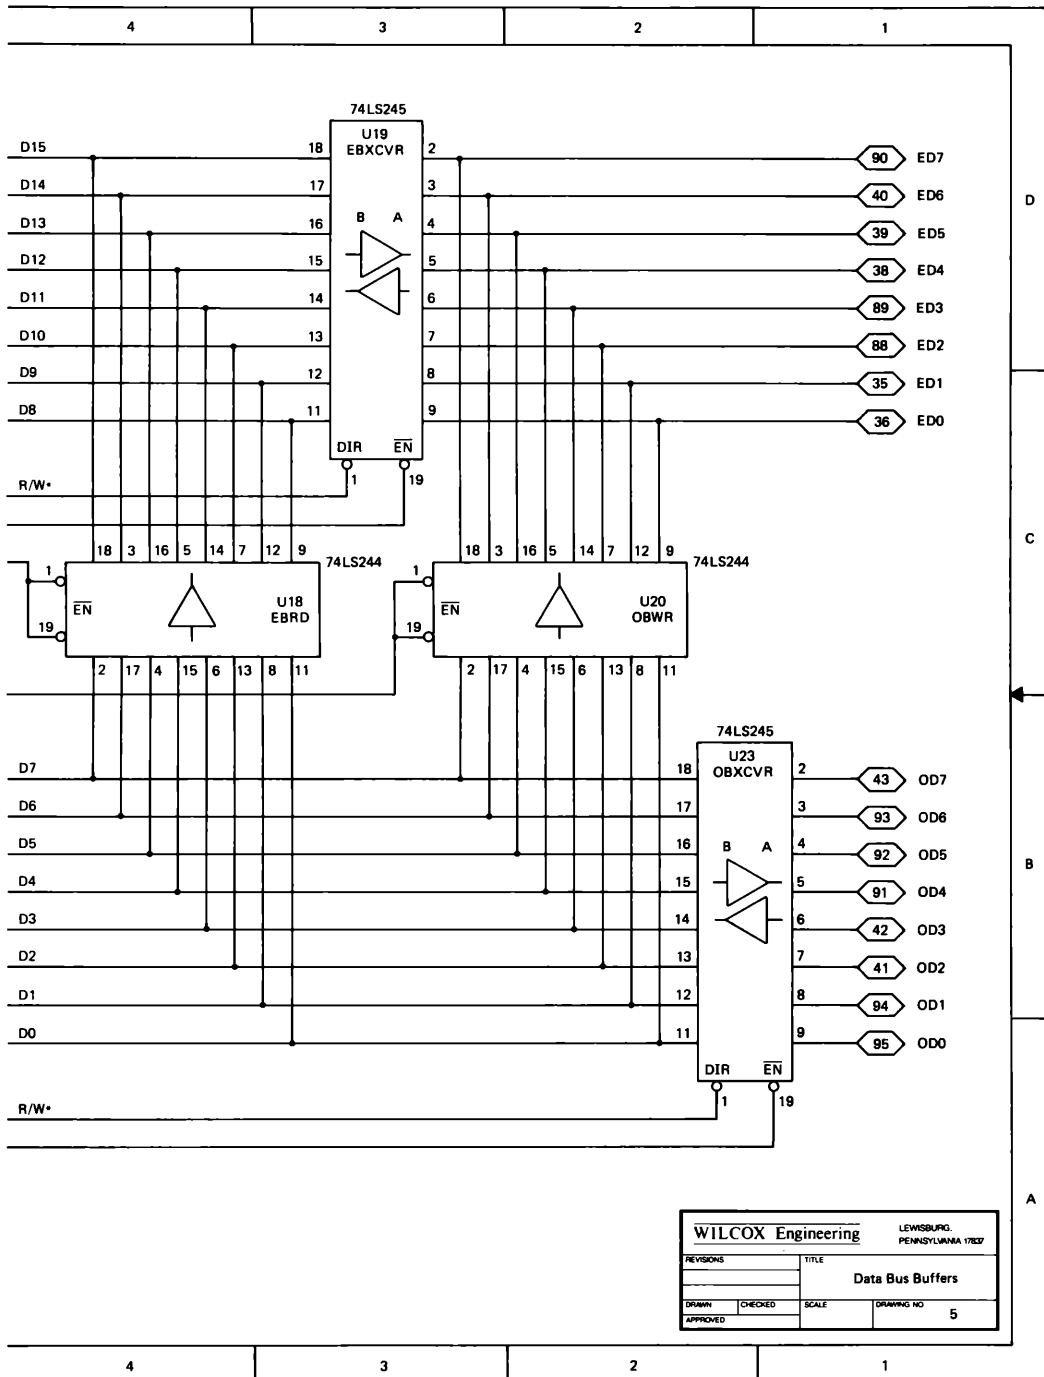 4 3 2 1
74LS245
U19
EBXCVR
D15 18 2 90 ED7
D14 17 3 40 ED6
D
D13 16 B A 4 39 ED5
D12 15 5 38 ED4
D11 14 6 89 ED3
D10 13 7 88 ED2
D9 12 8 35 ED1
D8 11 9 36 ED0
DIR EN
R/W* 1 19
C
18 3 16 5 14 7 12 9 74LS244 18 3 16 5 14 7 12 9 74LS244
1 EN U18 1 EN U20
19 EBRD 19 OBWR
2 17 4 15 6 13 8 11 2 17 4 15 6 13 8 11
74LS245
U23
OBXCVR
D7 18 2 43 OD7
D6 17 3 93 OD6
D5 16 B A 4 92 OD5
B
D4 15 5 91 OD4
D3 14 6 42 OD3
D2 13 7 41 OD2
D1 12 8 94 OD1
D0 11 9 95 OD0
DIR EN
R/W* 1 19
A
WILCOX Engineering
LEWISBURG.
PENNSYLVANIA 17837
REVISIONS TITLE
Data Bus Buffers
DRAWN CHECKED SCALE DRAWING NO
5
APPROVED
4 3 2 1